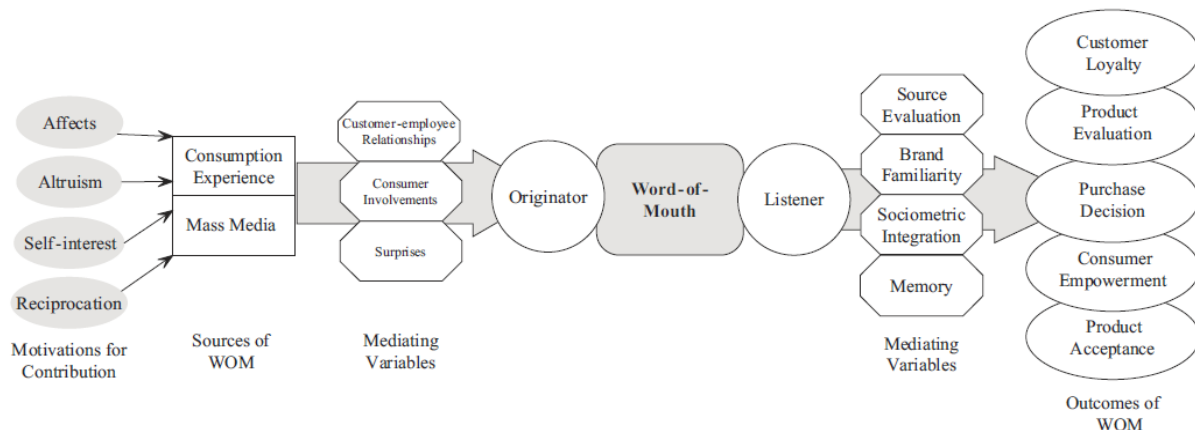 Affects
Altruism
Self-interest
Reciprocation
Motivations for
Contribution
Consumption
Experience
Mass Media
Sources of
WOM
Customer-employee
Relationships
Consumer
Involvements
Surprises
Mediating
Variables
Originator
Word-of-
Mouth
Listener
Source
Evaluation
Brand
Familiarity
Sociometric
Integration
Memory
Mediating
Variables
Customer
Loyalty
Product
Evaluation
Purchase
Decision
Consumer
Empowerment
Product
Acceptance
Outcomes of
WOM